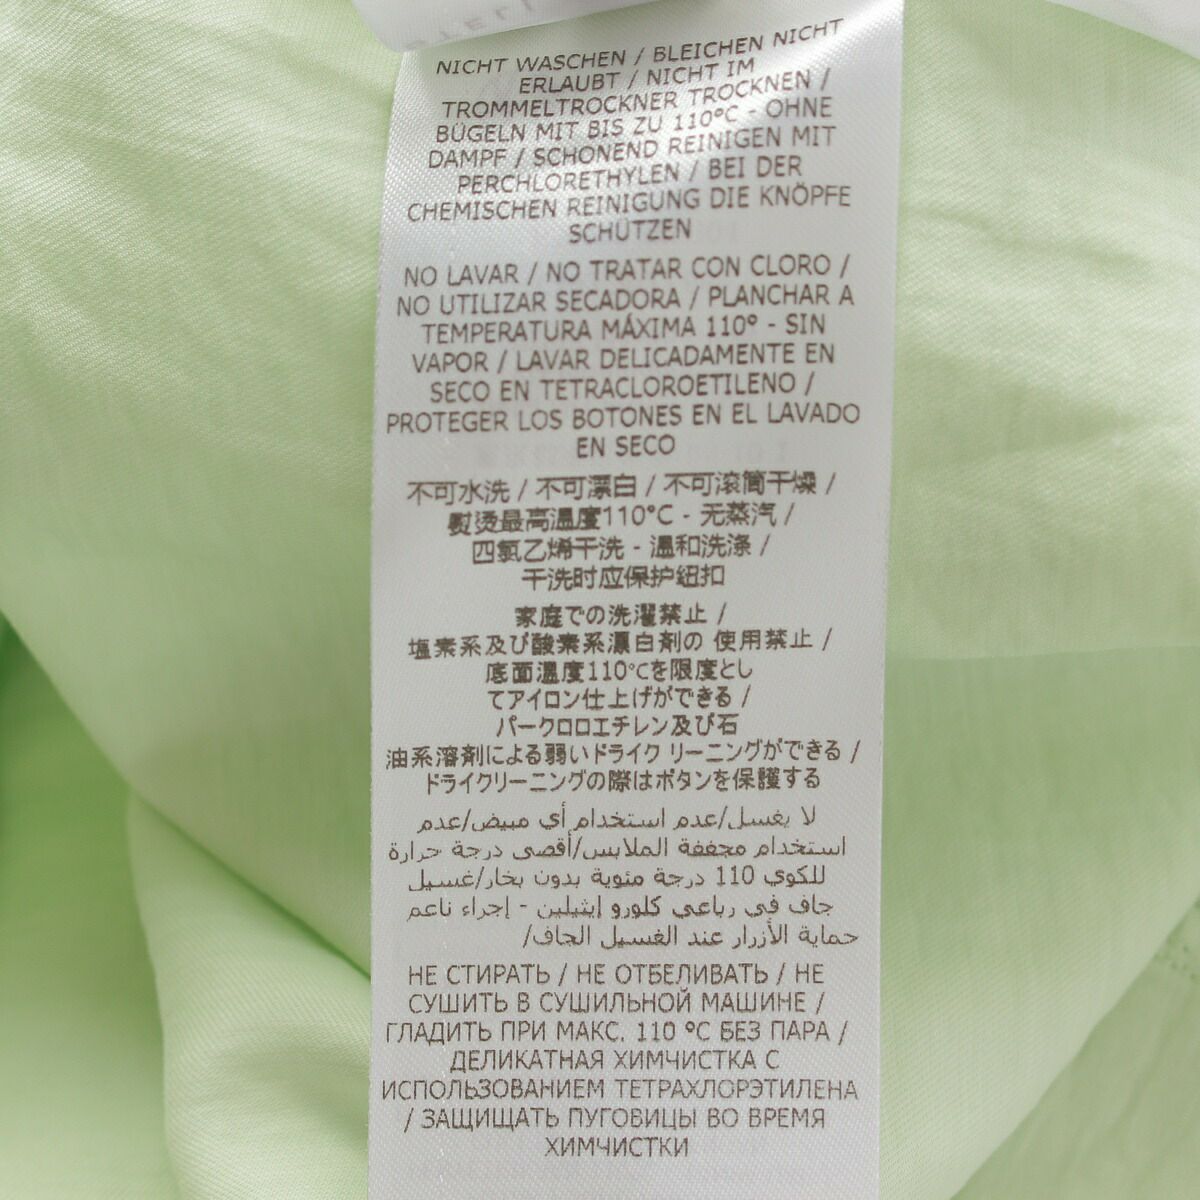 TELL
NICHT WASCHEN / BLEICHEN NICHT
ERLAUBT / NICHT IM
TROMMELTROCKNER TROCKNEN /
BÜGELN MIT BIS ZU 110°C - OHNE
DAMPF / SCHONEND REINIGEN MIT
PERCHLORETHYLEN / BEI DER
CHEMISCHEN REINIGUNG DIE KNÖPFE
SCHÜTZEN
NO LAVAR / NO TRATAR CON CLORO /
NO UTILIZAR SECADORA / PLANCHAR A
TEMPERATURA MÁXIMA 110° - SIN
VAPOR / LAVAR DELICADAMENTE EN
SECO EN TETRACLOROETILENO /
PROTEGER LOS BOTONES EN EL LAVADO
EN SECO
不可水洗 / 不可漂白 / 不可滚筒干燥 /
熨烫最高温度110°C - 无蒸汽 /
四氯乙烯干洗 - 温和洗涤 /
干洗时应保护纽扣
家庭での洗濯禁止 /
塩素系及び酸素系漂白剤の 使用禁止 /
底面温度110℃を限度とし
てアイロン仕上げができる /
パークロロエチレン及び石
油系溶剤による弱いドライク リーニングができる /
ドライクリーニングの際はボタンを保護する
لا يغسل/عدم استخدام أي مبيض/عدم
استخدام مجففة الملابس/أقصى درجة حرارة
للكوي 110 درجة مئوية بدون بخار/غسيل
جاف في رباعي كلورو إيثيلين - إجراء ناعم
حماية الأزرار عند الغسيل الجاف/
НЕ СТИРАТЬ / НЕ ОТБЕЛИВАТЬ / НЕ
СУШИТЬ В СУШИЛЬНОЙ МАШИНЕ /
ГЛАДИТЬ ПРИ МАКС. 110 °C БЕЗ ПАРА /
ДЕЛИКАТНАЯ ХИМЧИСТКА С
ИСПОЛЬЗОВАНИЕМ ТЕТРАХЛОРЭТИЛЕНА
/ ЗАЩИЩАТЬ ПУГОВИЦЫ ВО ВРЕМЯ
ХИМЧИСТКИ